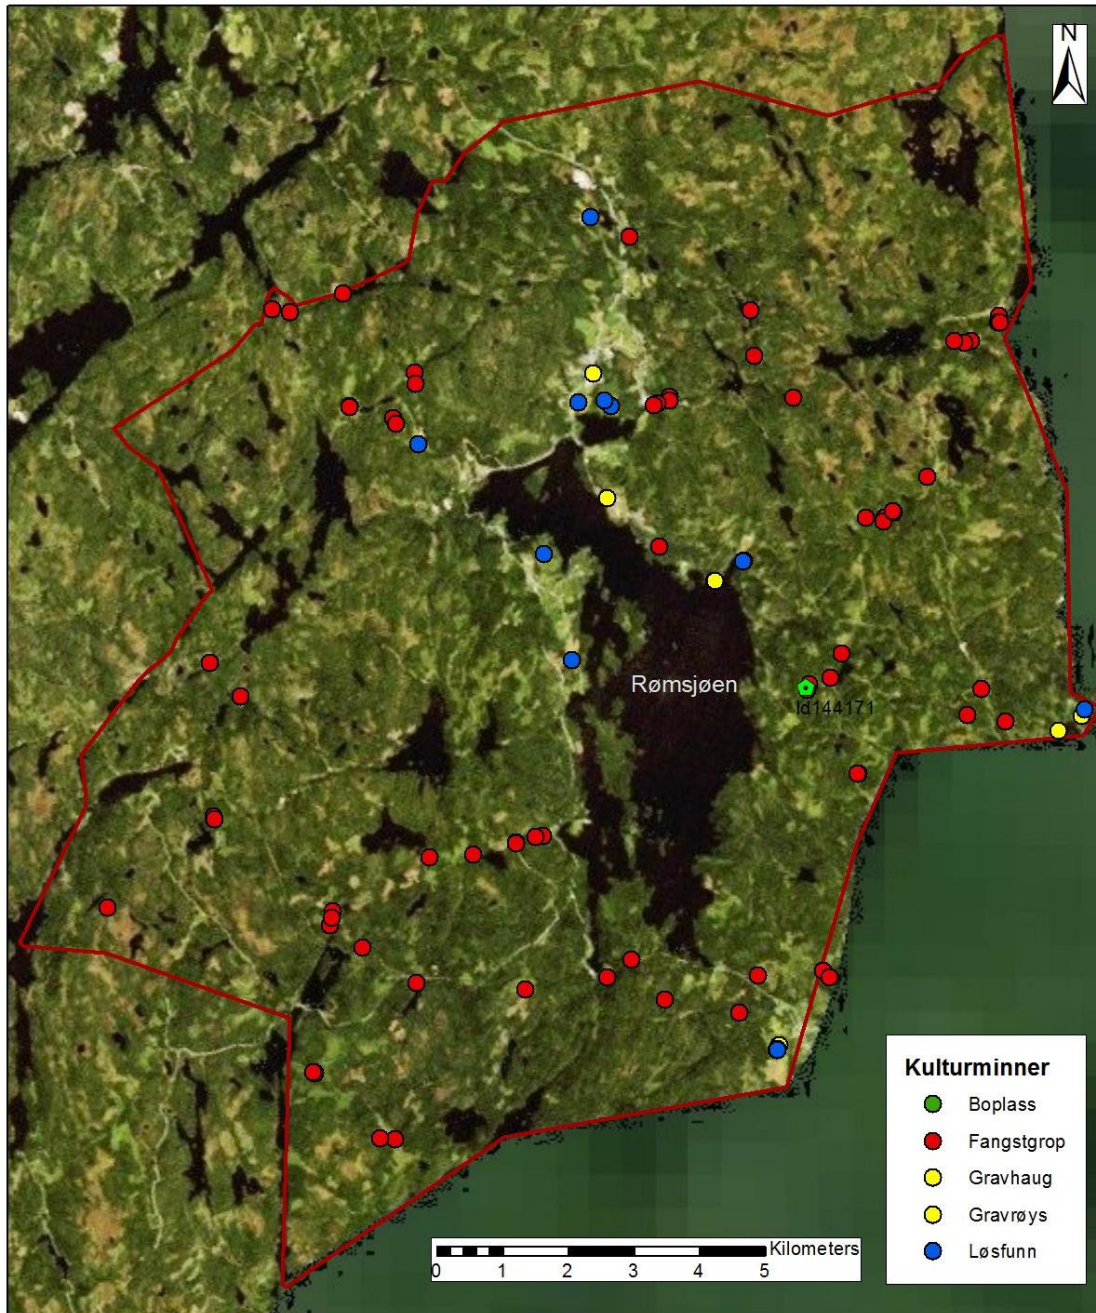 N
Rømsjøen
Id144171
Kulturminner
Boplass
Fangstgrop
Gravhaug
Gravrøys
Løsfunn
Kilometers
0 1 2 3 4 5